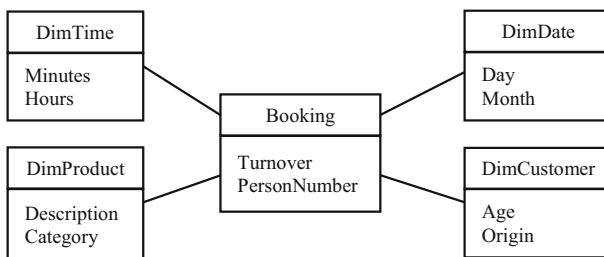 DimTime
Minutes
Hours
DimDate
Day
Month
Booking
Turnover
PersonNumber
DimProduct
Description
Category
DimCustomer
Age
Origin